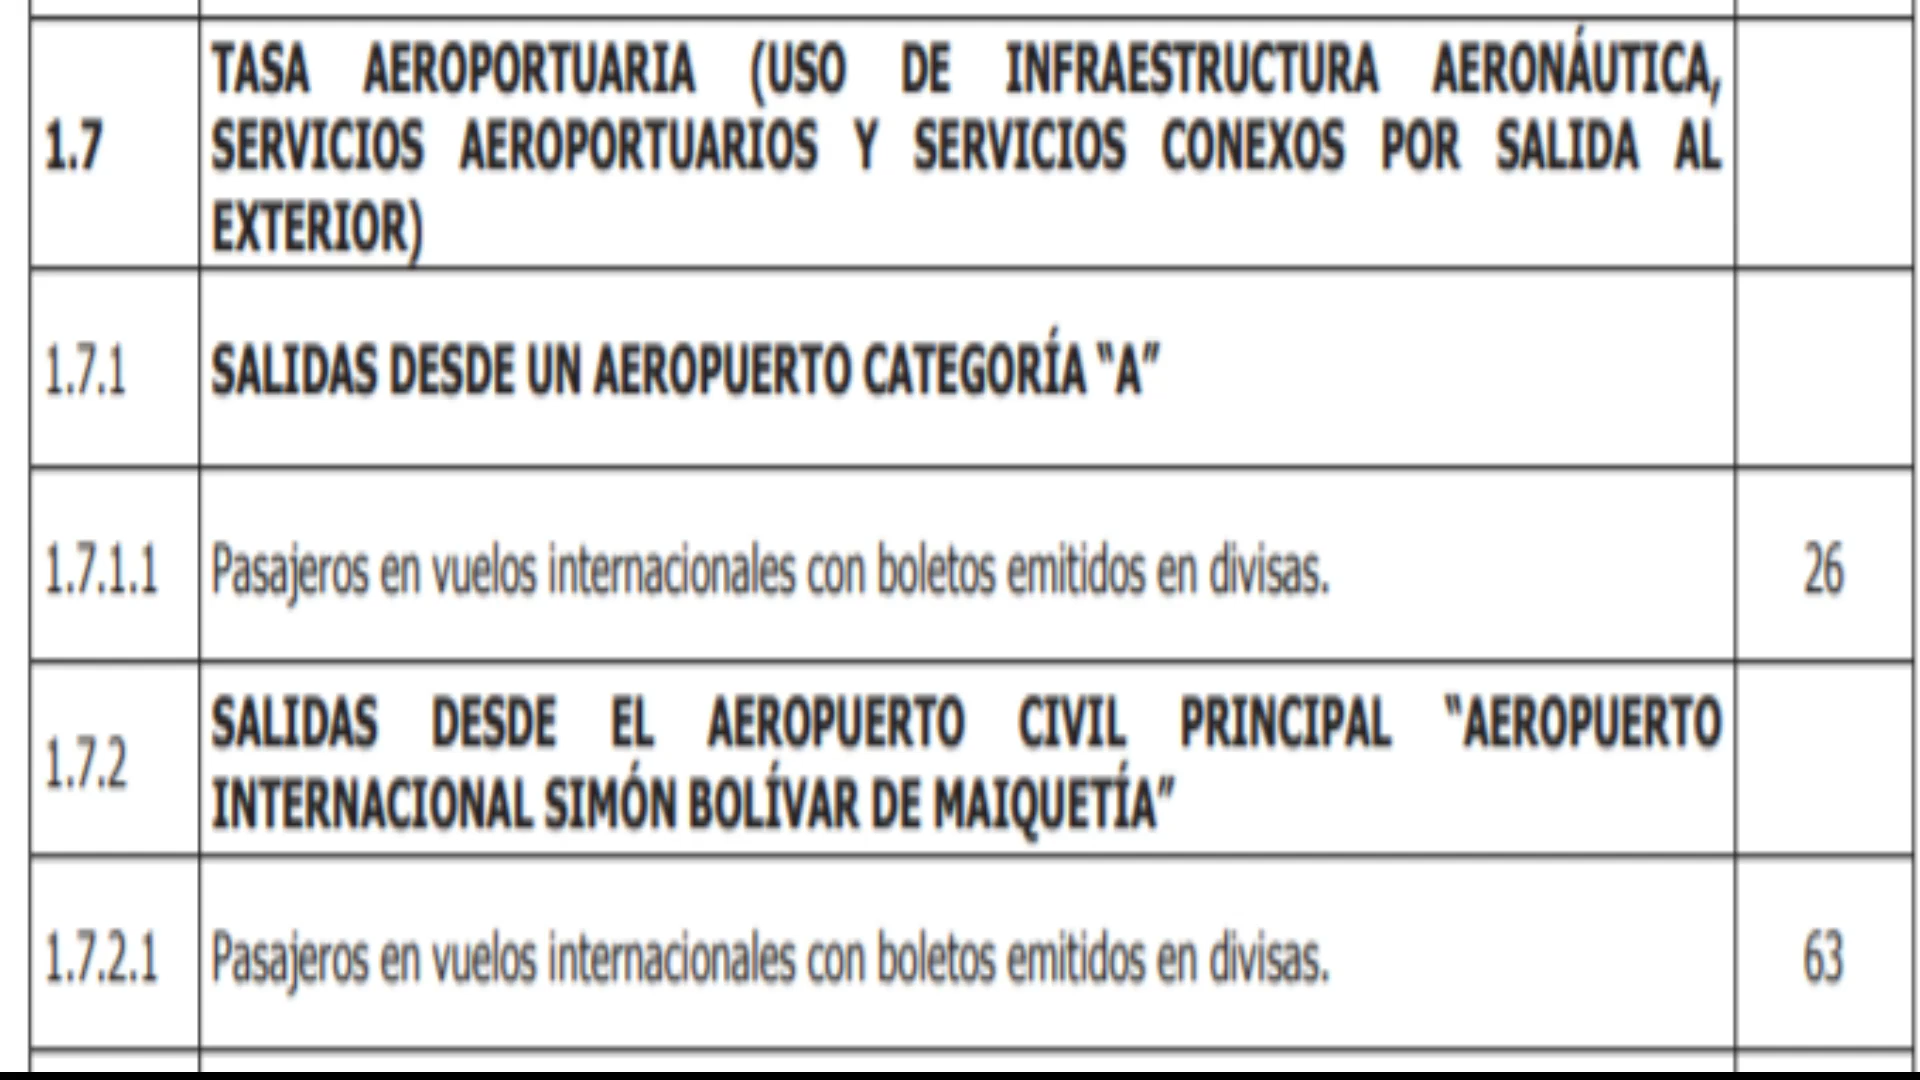 1.7
TASA AEROPORTUARIA (USO DE INFRAESTRUCTURA AERONÁUTICA,
SERVICIOS AEROPORTUARIOS Y SERVICIOS CONEXOS POR SALIDA AL
EXTERIOR)
1.7.1
SALIDAS DESDE UN AEROPUERTO CATEGORÍA “A”
1.7.1.1
Pasajeros en vuelos internacionales con boletos emitidos en divisas.
26
1.7.2
SALIDAS DESDE EL AEROPUERTO CIVIL PRINCIPAL “AEROPUERTO
INTERNACIONAL SIMÓN BOLÍVAR DE MAIQUETÍA”
1.7.2.1
Pasajeros en vuelos internacionales con boletos emitidos en divisas.
63